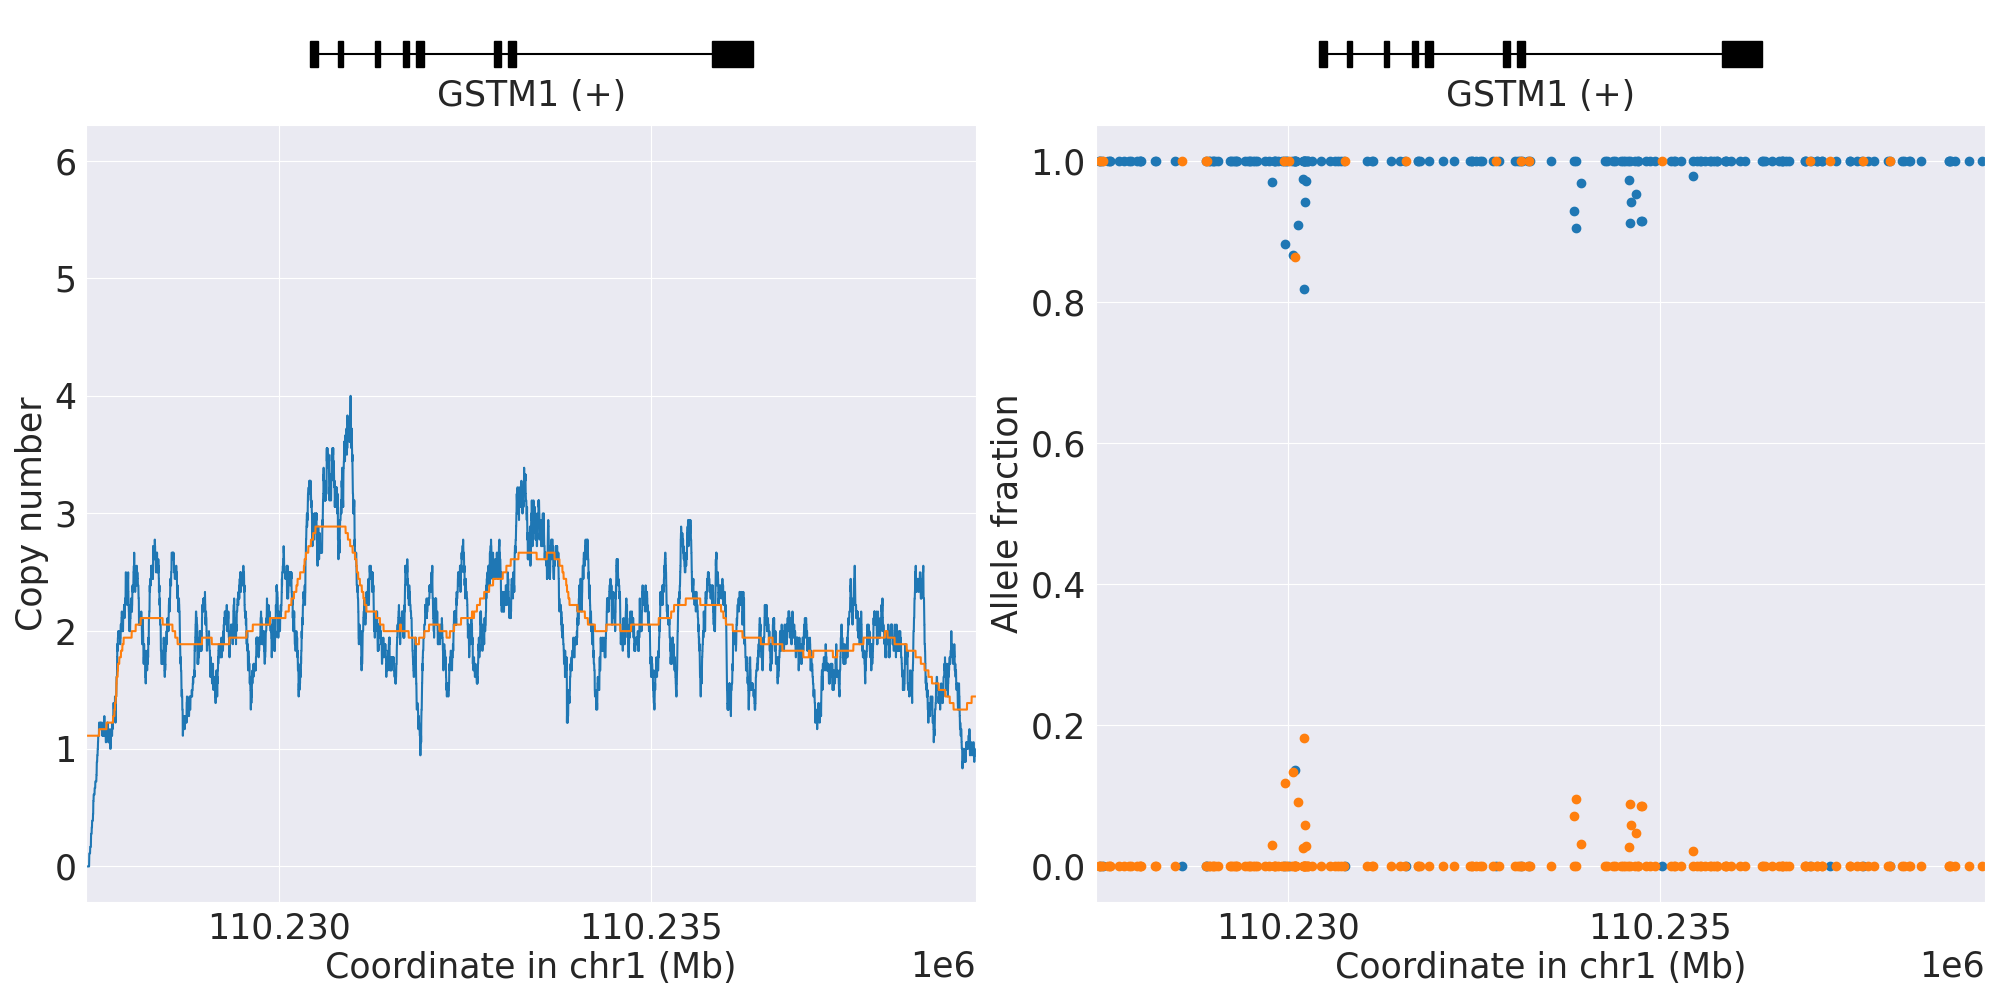 GSTM1 (+)
Copy number
6
5
4
3
2
1
0
110.230
110.235
Coordinate in chr1 (Mb)
1e6
GSTM1 (+)
Allele fraction
1.0
0.8
0.6
0.4
0.2
0.0
110.230
110.235
Coordinate in chr1 (Mb)
1e6